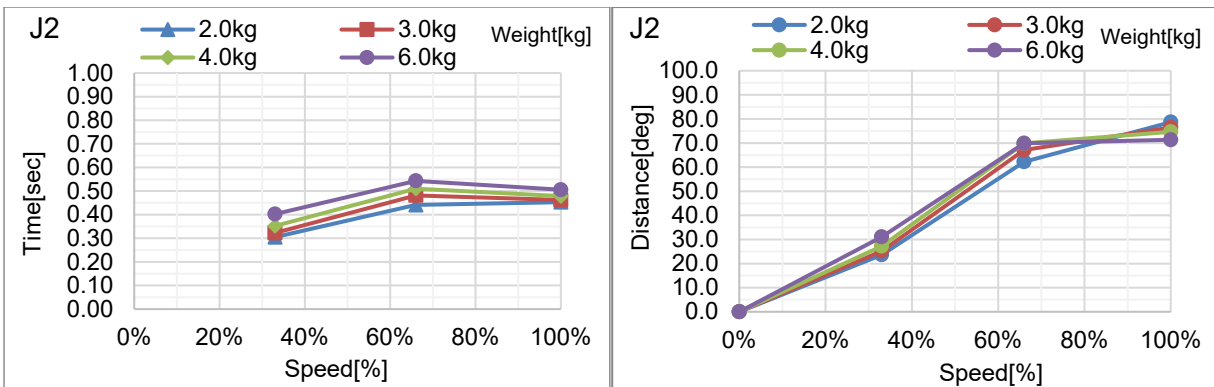 J2
2.0kg 3.0kg Weight[kg]
4.0kg 6.0kg
1.00
0.90
0.80
0.70
0.60
0.50
0.40
0.30
0.20
0.10
0.00
Time[sec]
0% 20% 40% 60% 80% 100%
Speed[%]
J2
2.0kg 3.0kg Weight[kg]
4.0kg 6.0kg
100.0
90.0
80.0
70.0
60.0
50.0
40.0
30.0
20.0
10.0
0.0
Distance[deg]
0% 20% 40% 60% 80% 100%
Speed[%]